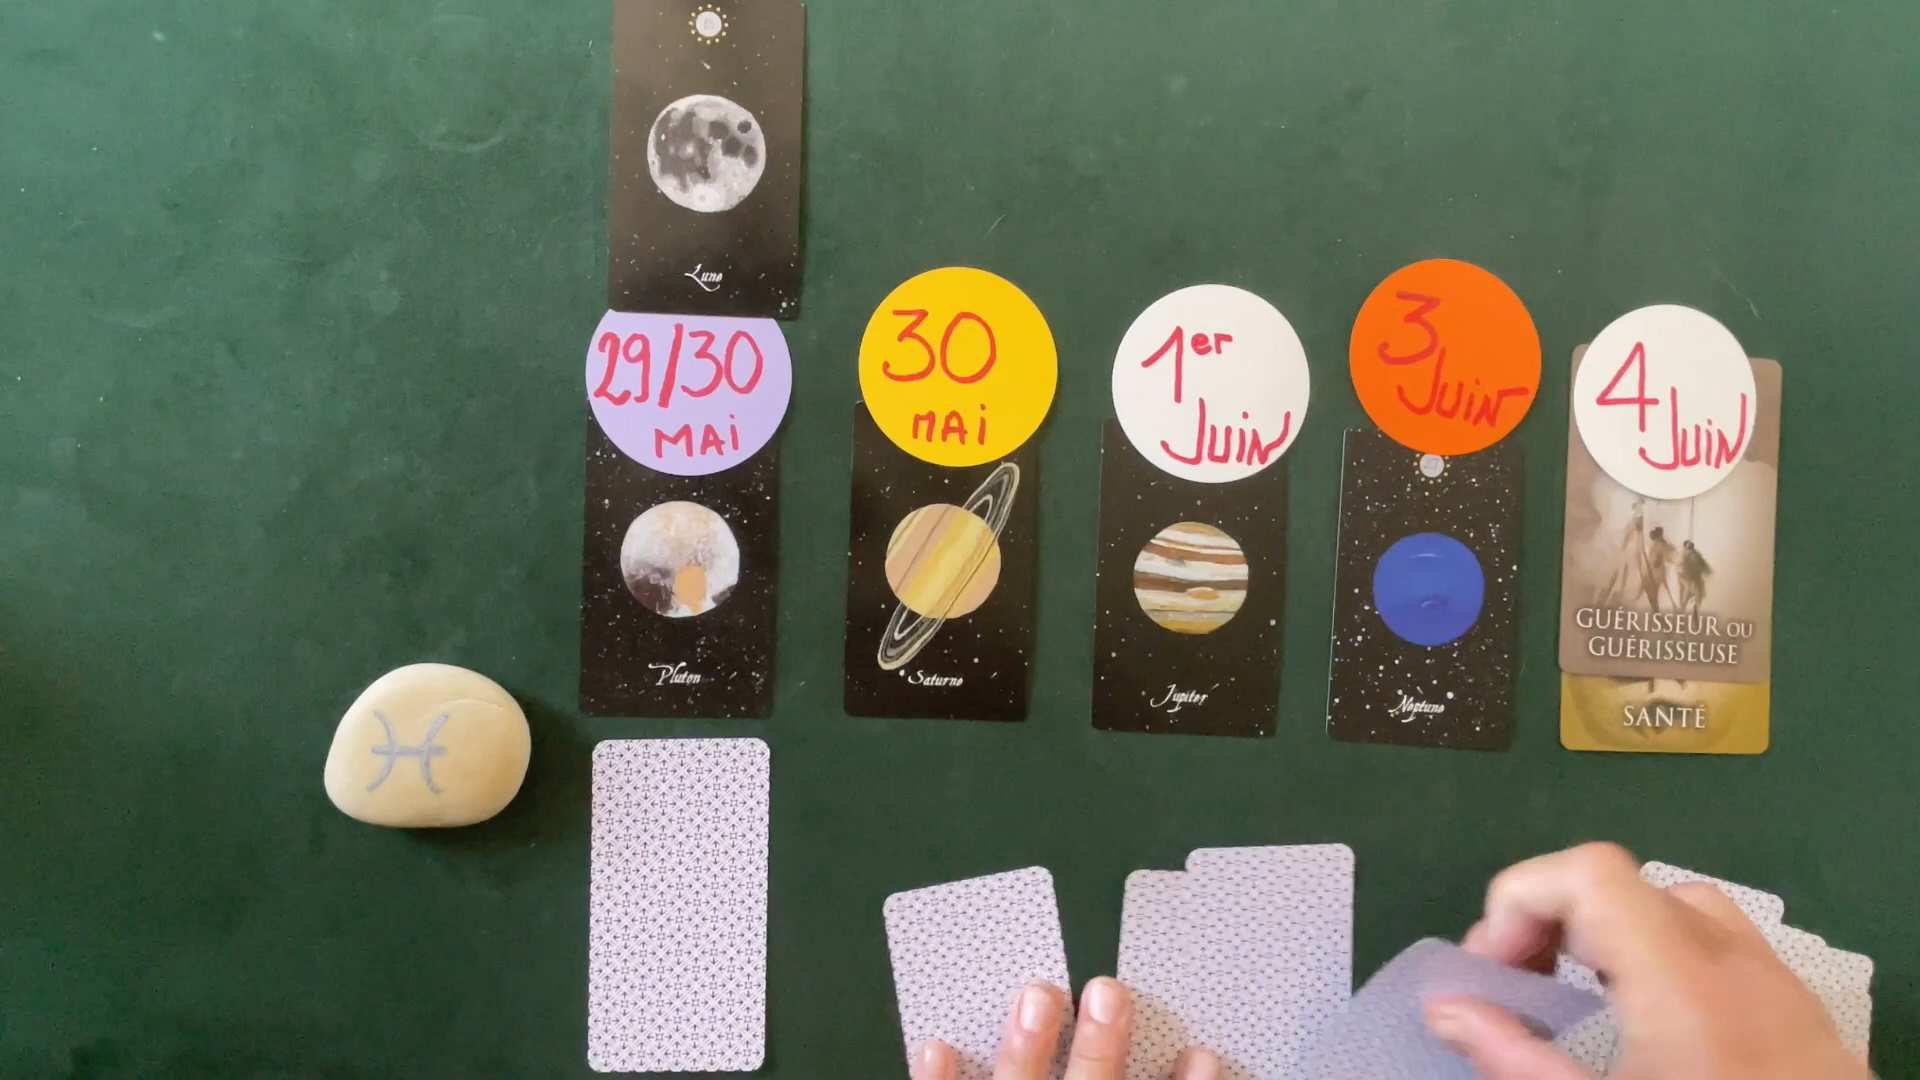 Lune
29/30
MAi
30
MAi
1er
JUiN
3
JUiN
4
JUiN
Pluton
Saturne
Jupiter
27
Neptune
GUÉRISSEUR OU
GUÉRISSEUSE
SANTÉ